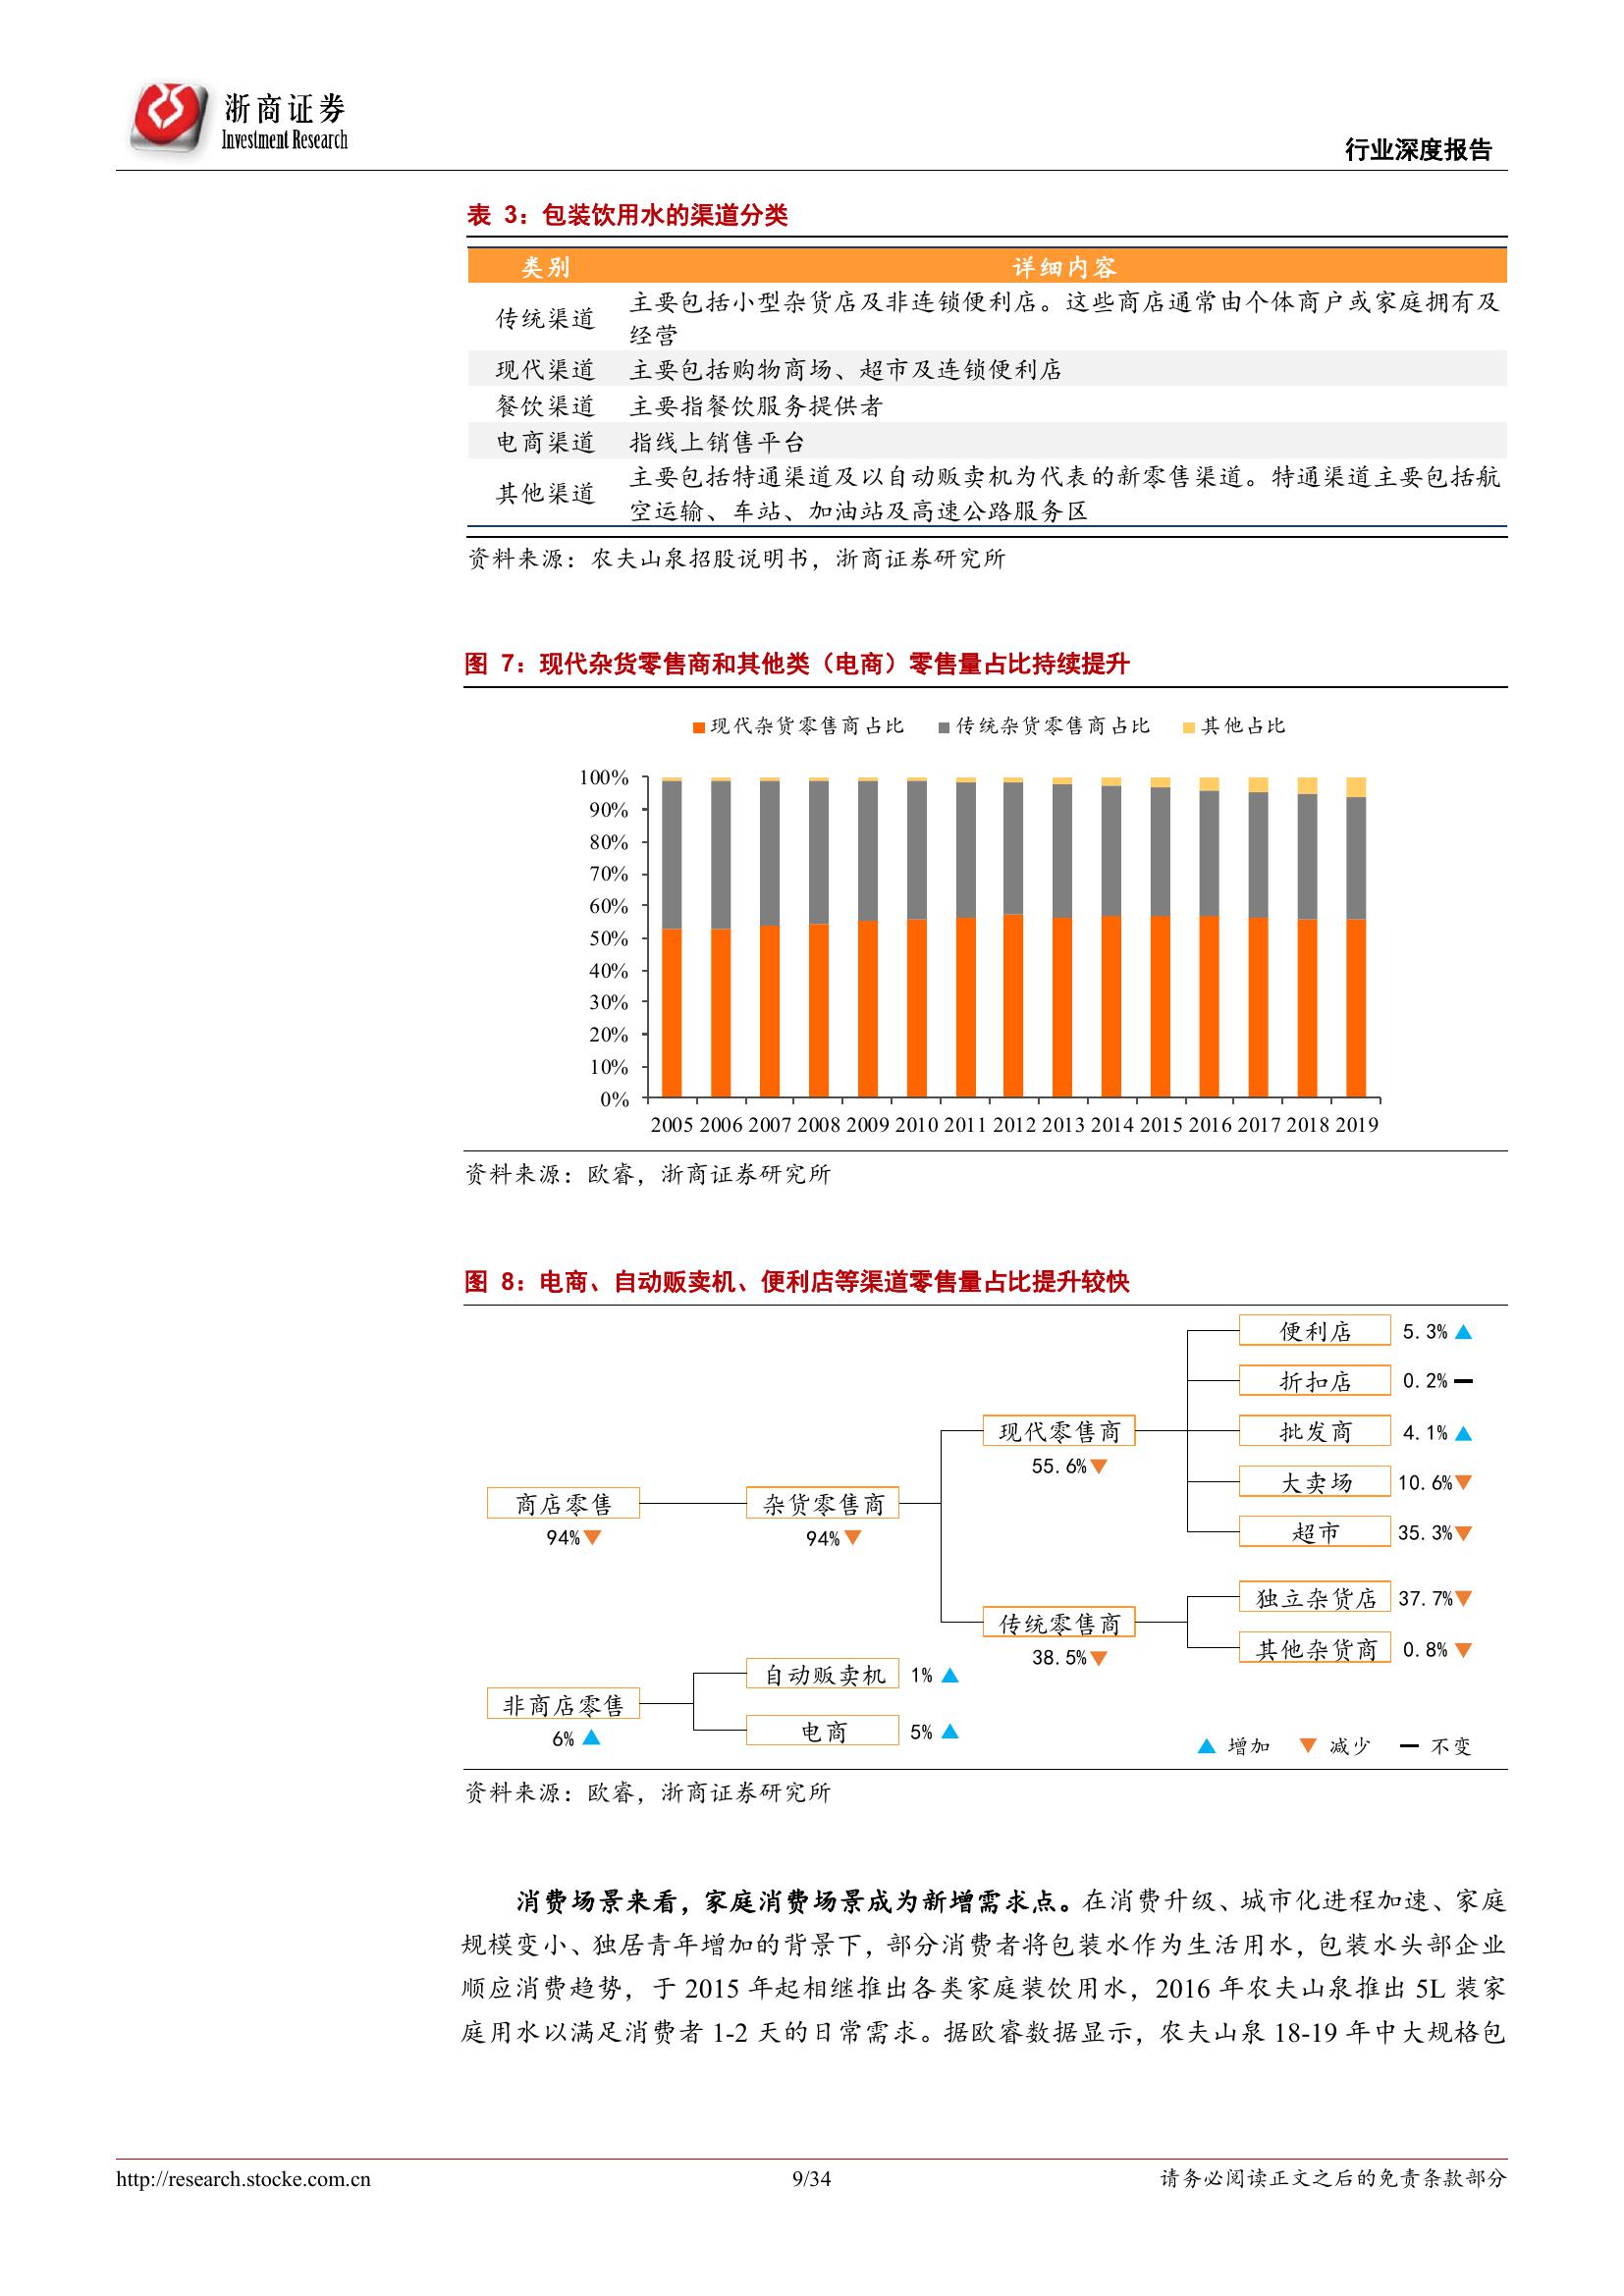 浙商证券
Investment Research
行业深度报告
表 3：包装饮用水的渠道分类
类别 详细内容
传统渠道 主要包括小型杂货店及非连锁便利店。这些商店通常由个体商户或家庭拥有及
经营
现代渠道 主要包括购物商场、超市及连锁便利店
餐饮渠道 主要指餐饮服务提供者
电商渠道 指线上销售平台
其他渠道 主要包括特通渠道及以自动贩卖机为代表的新零售渠道。特通渠道主要包括航
空运输、车站、加油站及高速公路服务区
资料来源：农夫山泉招股说明书，浙商证券研究所
图 7：现代杂货零售商和其他类（电商）零售量占比持续提升
现代杂货零售商占比 传统杂货零售商占比 其他占比
100%
90%
80%
70%
60%
50%
40%
30%
20%
10%
0%
2005 2006 2007 2008 2009 2010 2011 2012 2013 2014 2015 2016 2017 2018 2019
资料来源：欧睿，浙商证券研究所
图 8：电商、自动贩卖机、便利店等渠道零售量占比提升较快
便利店 5.3%
折扣店 0.2%
现代零售商 批发商 4.1%
55.6%
大卖场 10.6%
商店零售 杂货零售商
94% 94%
超市 35.3%
独立杂货店 37.7%
传统零售商
38.5%
其他杂货商 0.8%
自动贩卖机 1%
非商店零售
6%
电商 5%
增加 减少 不变
资料来源：欧睿，浙商证券研究所
消费场景来看，家庭消费场景成为新增需求点。在消费升级、城市化进程加速、家庭
规模变小、独居青年增加的背景下，部分消费者将包装水作为生活用水，包装水头部企业
顺应消费趋势，于 2015 年起相继推出各类家庭装饮用水，2016 年农夫山泉推出 5L 装家
庭用水以满足消费者 1-2 天的日常需求。据欧睿数据显示，农夫山泉 18-19 年中大规格包
http://research.stocke.com.cn 9/34 请务必阅读正文之后的免责条款部分